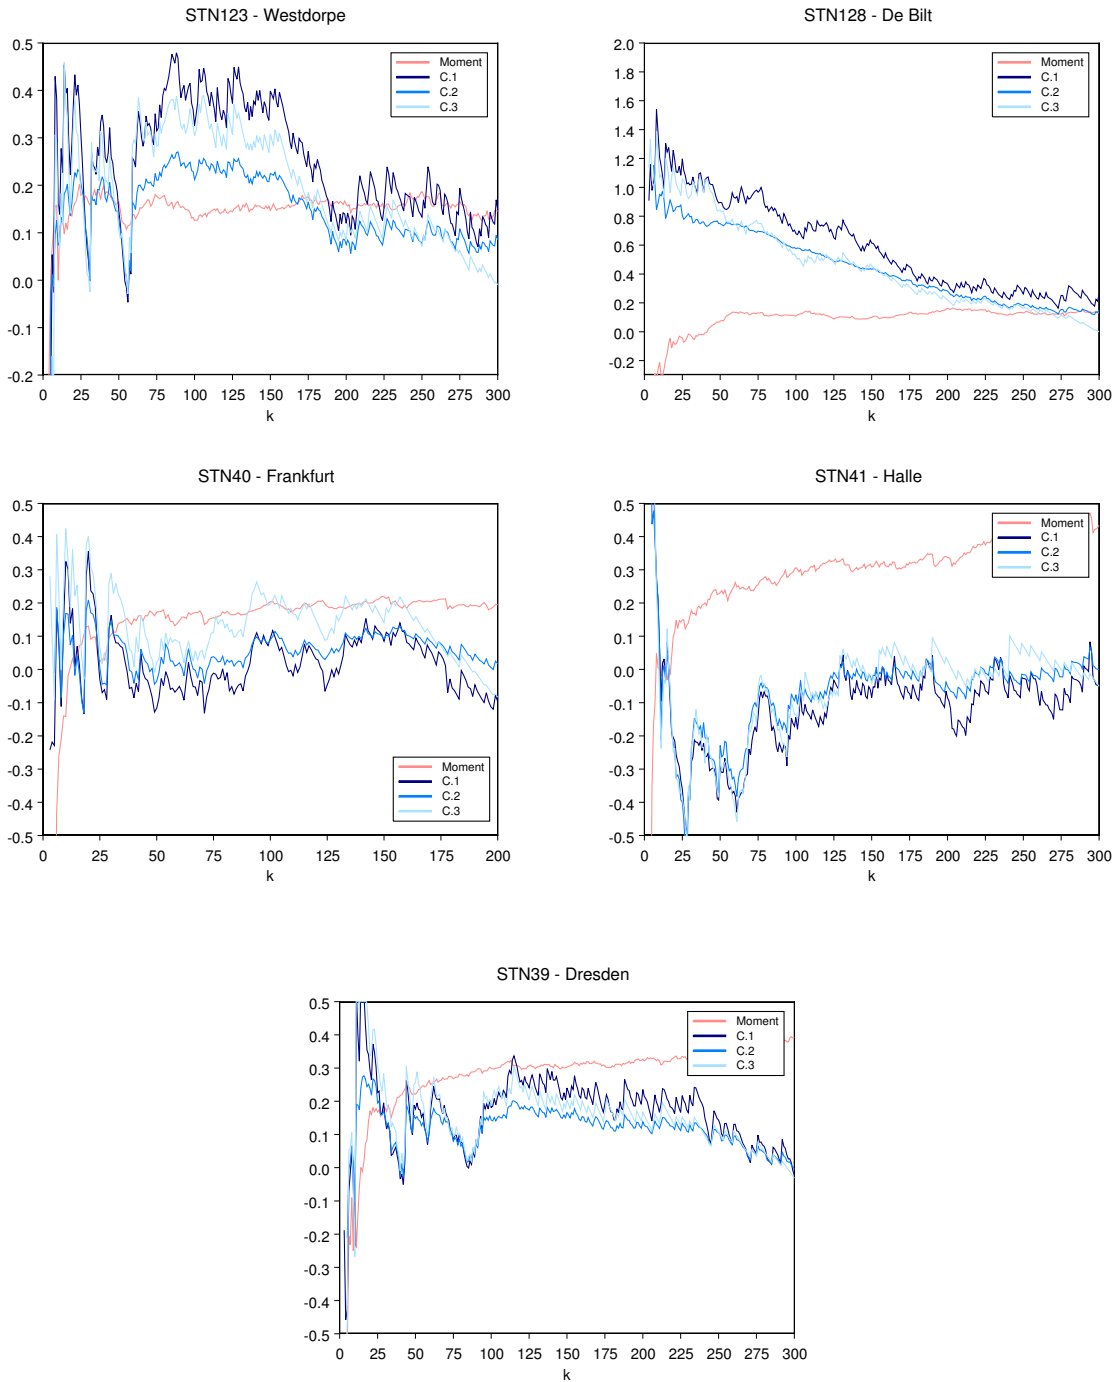 STN123 - Westdorpe
0.5
0.4
0.3
0.2
0.1
0.0
-0.1
-0.2
0 25 50 75 100 125 150 175 200 225 250 275 300
k
Moment
C.1
C.2
C.3
STN128 - De Bilt
2.0
1.8
1.6
1.4
1.2
1.0
0.8
0.6
0.4
0.2
0.0
-0.2
0 25 50 75 100 125 150 175 200 225 250 275 300
k
Moment
C.1
C.2
C.3
STN40 - Frankfurt
0.5
0.4
0.3
0.2
0.1
0.0
-0.1
-0.2
-0.3
-0.4
-0.5
0 25 50 75 100 125 150 175 200
k
Moment
C.1
C.2
C.3
STN41 - Halle
0.5
0.4
0.3
0.2
0.1
0.0
-0.1
-0.2
-0.3
-0.4
-0.5
0 25 50 75 100 125 150 175 200 225 250 275 300
k
Moment
C.1
C.2
C.3
STN39 - Dresden
0.5
0.4
0.3
0.2
0.1
0.0
-0.1
-0.2
-0.3
-0.4
-0.5
0 25 50 75 100 125 150 175 200 225 250 275 300
k
Moment
C.1
C.2
C.3